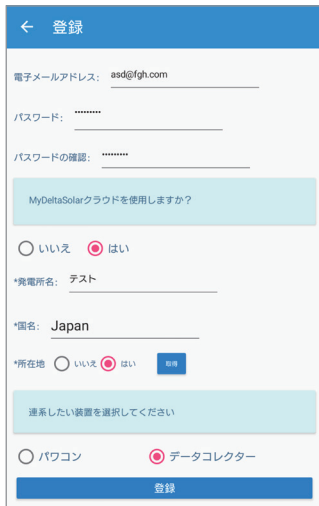 ← 登録
電子メールアドレス: asd@fgh.com
パスワード: •••••••••
パスワードの確認: •••••••••
MyDeltaSolarクラウドを使用しますか？
いいえ はい
*発電所名: テスト
*国名: Japan
*所在地 いいえ はい 取得
連系したい装置を選択してください
パワコン データコレクター
登録